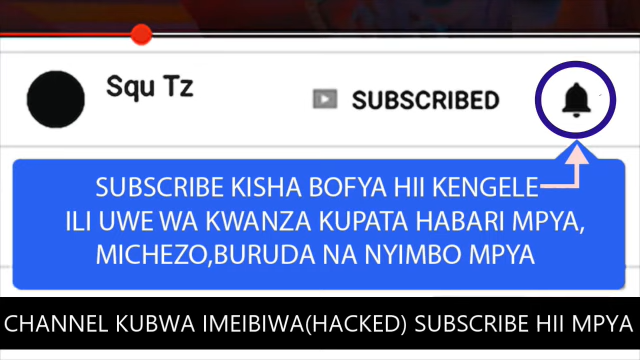 Squ Tz
SUBSCRIBED
SUBSCRIBE KISHA BOFYA HII KENGELE
ILI UWE WA KWANZA KUPATA HABARI MPYA,
MICHEZO,BURUDA NA NYIMBO MPYA
CHANNEL KUBWA IMEIBIWA(HACKED) SUBSCRIBE HII MPYA